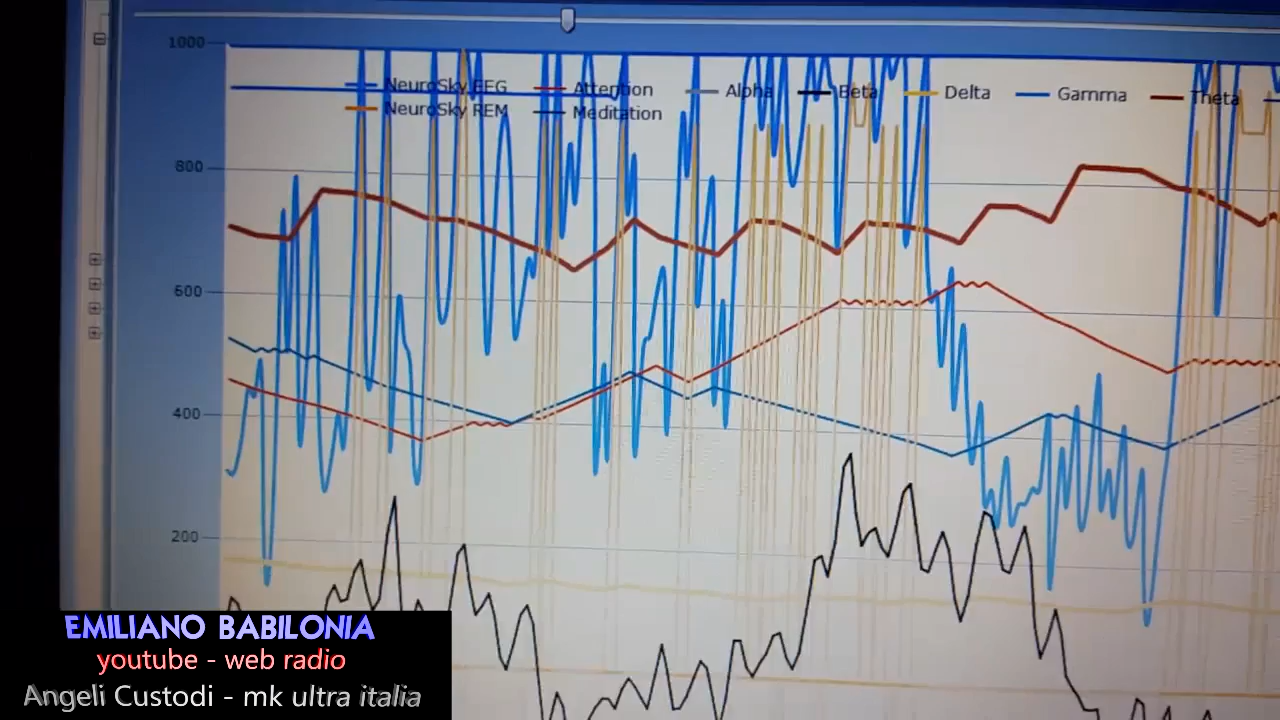 1000
NeuroSky EEG Attention Alpha Beta Delta Gamma Theta
NeuroSky REM Meditation
800
600
400
200
EMILIANO BABILONIA
youtube - web radio
Angeli Custodi - mk ultra italia